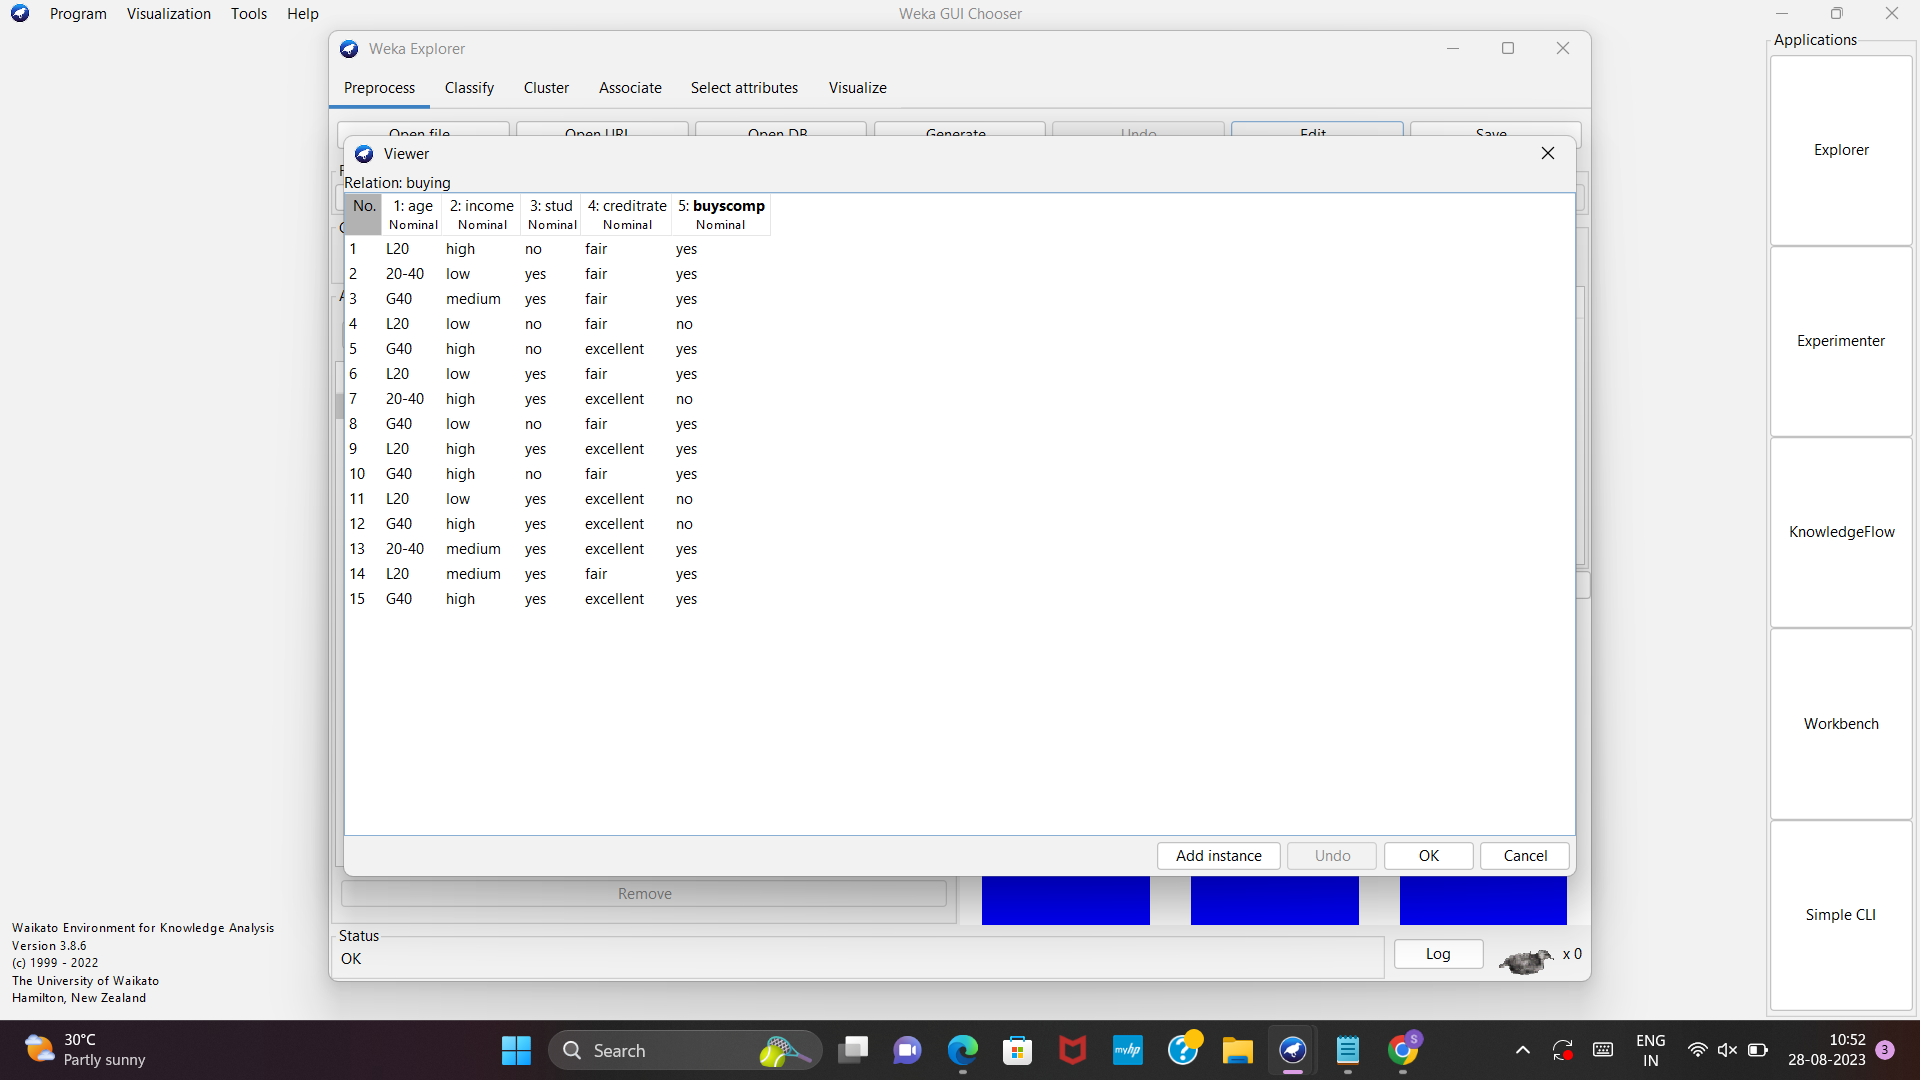 Program Visualization Tools Help
Weka GUI Chooser
Applications
Weka Explorer
Preprocess Classify Cluster Associate Select attributes Visualize
Open file Open URL Open DB Generate Undo Edit Save
Viewer
Relation: buying
No. 1: age 2: income 3: stud 4: creditrate 5: buyscomp
Nominal Nominal Nominal Nominal Nominal
1 L20 high no fair yes
2 20-40 low yes fair yes
3 G40 medium yes fair yes
4 L20 low no fair no
5 G40 high no excellent yes
6 L20 low yes fair yes
7 20-40 high yes excellent no
8 G40 low no fair yes
9 L20 high yes excellent yes
10 G40 high no fair yes
11 L20 low yes excellent no
12 G40 high yes excellent no
13 20-40 medium yes excellent yes
14 L20 medium yes fair yes
15 G40 high yes excellent yes
Add instance Undo OK Cancel
Remove
Status
OK
Log x 0
Explorer
Experimenter
KnowledgeFlow
Workbench
Simple CLI
Waikato Environment for Knowledge Analysis
Version 3.8.6
(c) 1999 - 2022
The University of Waikato
Hamilton, New Zealand
30°C
Partly sunny
Search
myhp
S
ENG
IN
10:52
28-08-2023
3